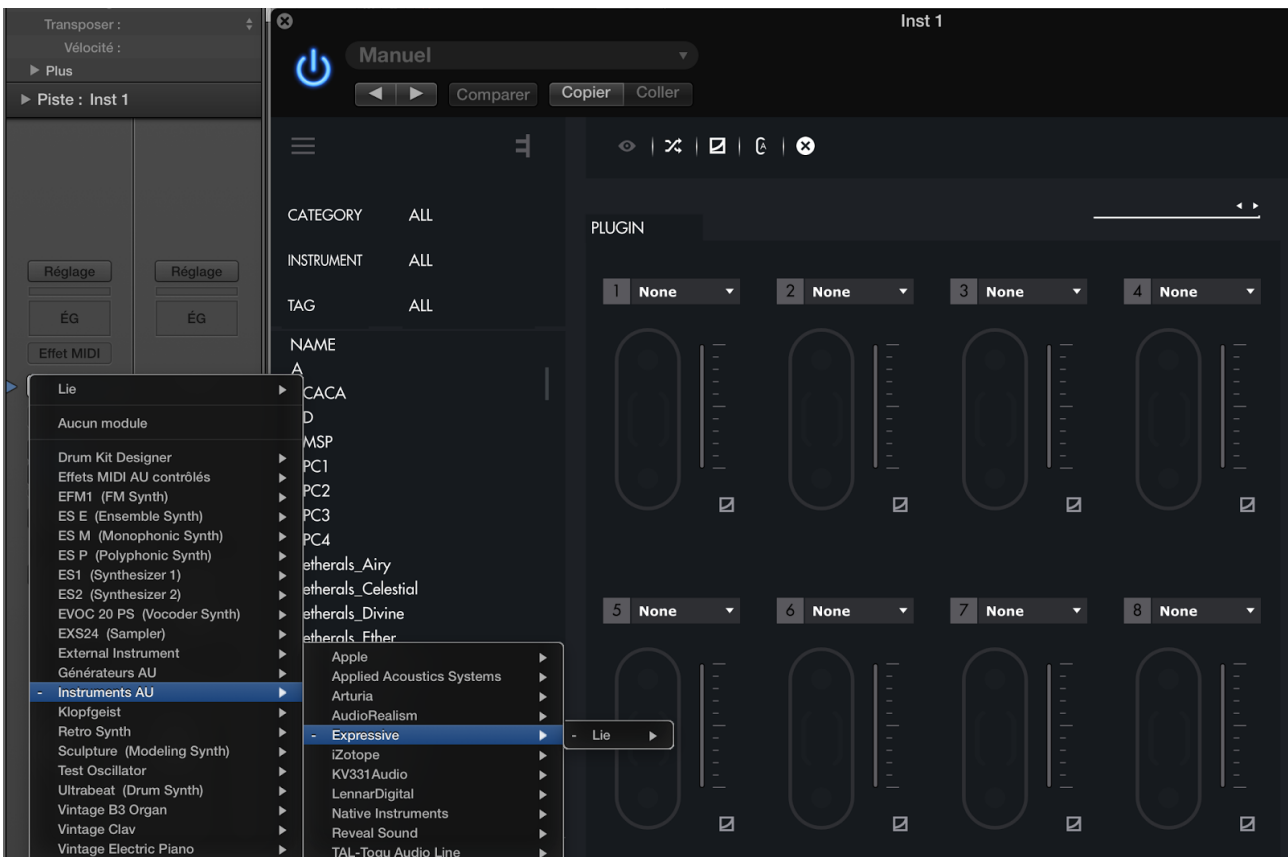 Transposer :
Vélocité :
Plus
Piste : Inst 1
Réglage
Réglage
ÉG
ÉG
Effet MIDI
Inst 1
Manuel
Comparer
Copier
Coller
CATEGORY ALL
INSTRUMENT ALL
TAG ALL
NAME
A
CACA
D
MSP
PC1
PC2
PC3
PC4
etherals_Airy
etherals_Celestial
etherals_Divine
etherals_Ether
PLUGIN
1 None
2 None
3 None
4 None
5 None
6 None
7 None
8 None
Lie
Aucun module
Drum Kit Designer
Effets MIDI AU contrôlés
EFM1 (FM Synth)
ES E (Ensemble Synth)
ES M (Monophonic Synth)
ES P (Polyphonic Synth)
ES1 (Synthesizer 1)
ES2 (Synthesizer 2)
EVOC 20 PS (Vocoder Synth)
EXS24 (Sampler)
External Instrument
Générateurs AU
- Instruments AU
Klopfgeist
Retro Synth
Sculpture (Modeling Synth)
Test Oscillator
Ultrabeat (Drum Synth)
Vintage B3 Organ
Vintage Clav
Vintage Electric Piano
Apple
Applied Acoustics Systems
Arturia
AudioRealism
- Expressive
iZotope
KV331Audio
LennarDigital
Native Instruments
Reveal Sound
TAL-Togu Audio Line
- Lie